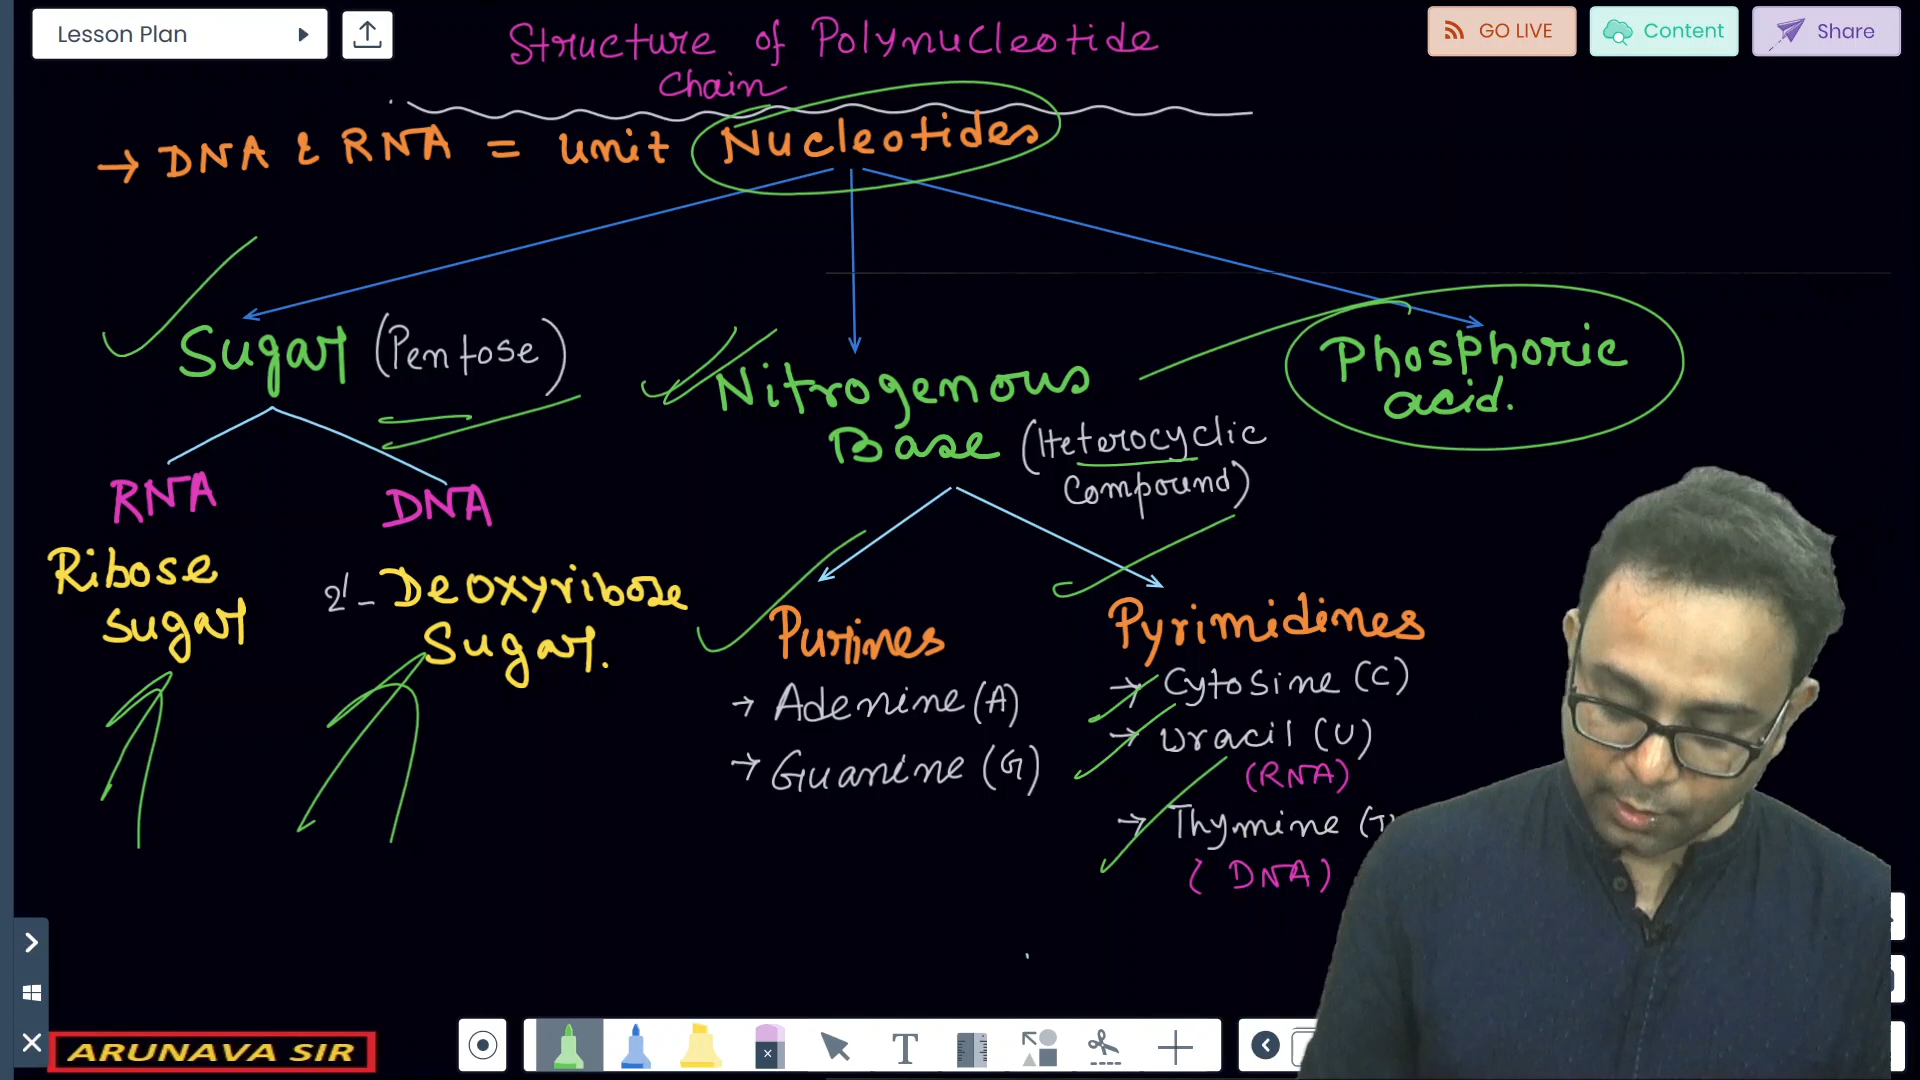 Lesson Plan
GO LIVE
Content
Share
Structure of Polynucleotide
Chain
→ DNA & RNA = unit Nucleotides
Sugar (Pentose)
Nitrogenous
Base (Heterocyclic
Compound)
Phosphoric
acid.
RNA
DNA
Ribose
Sugar
2'- Deoxyribose
Sugar.
Purines
→ Adenine (A)
→ Guanine (G)
Pyrimidines
→ Cytosine (C)
→ Uracil (U)
(RNA)
→ Thymine (T
(DNA)
ARUNAVA SIR